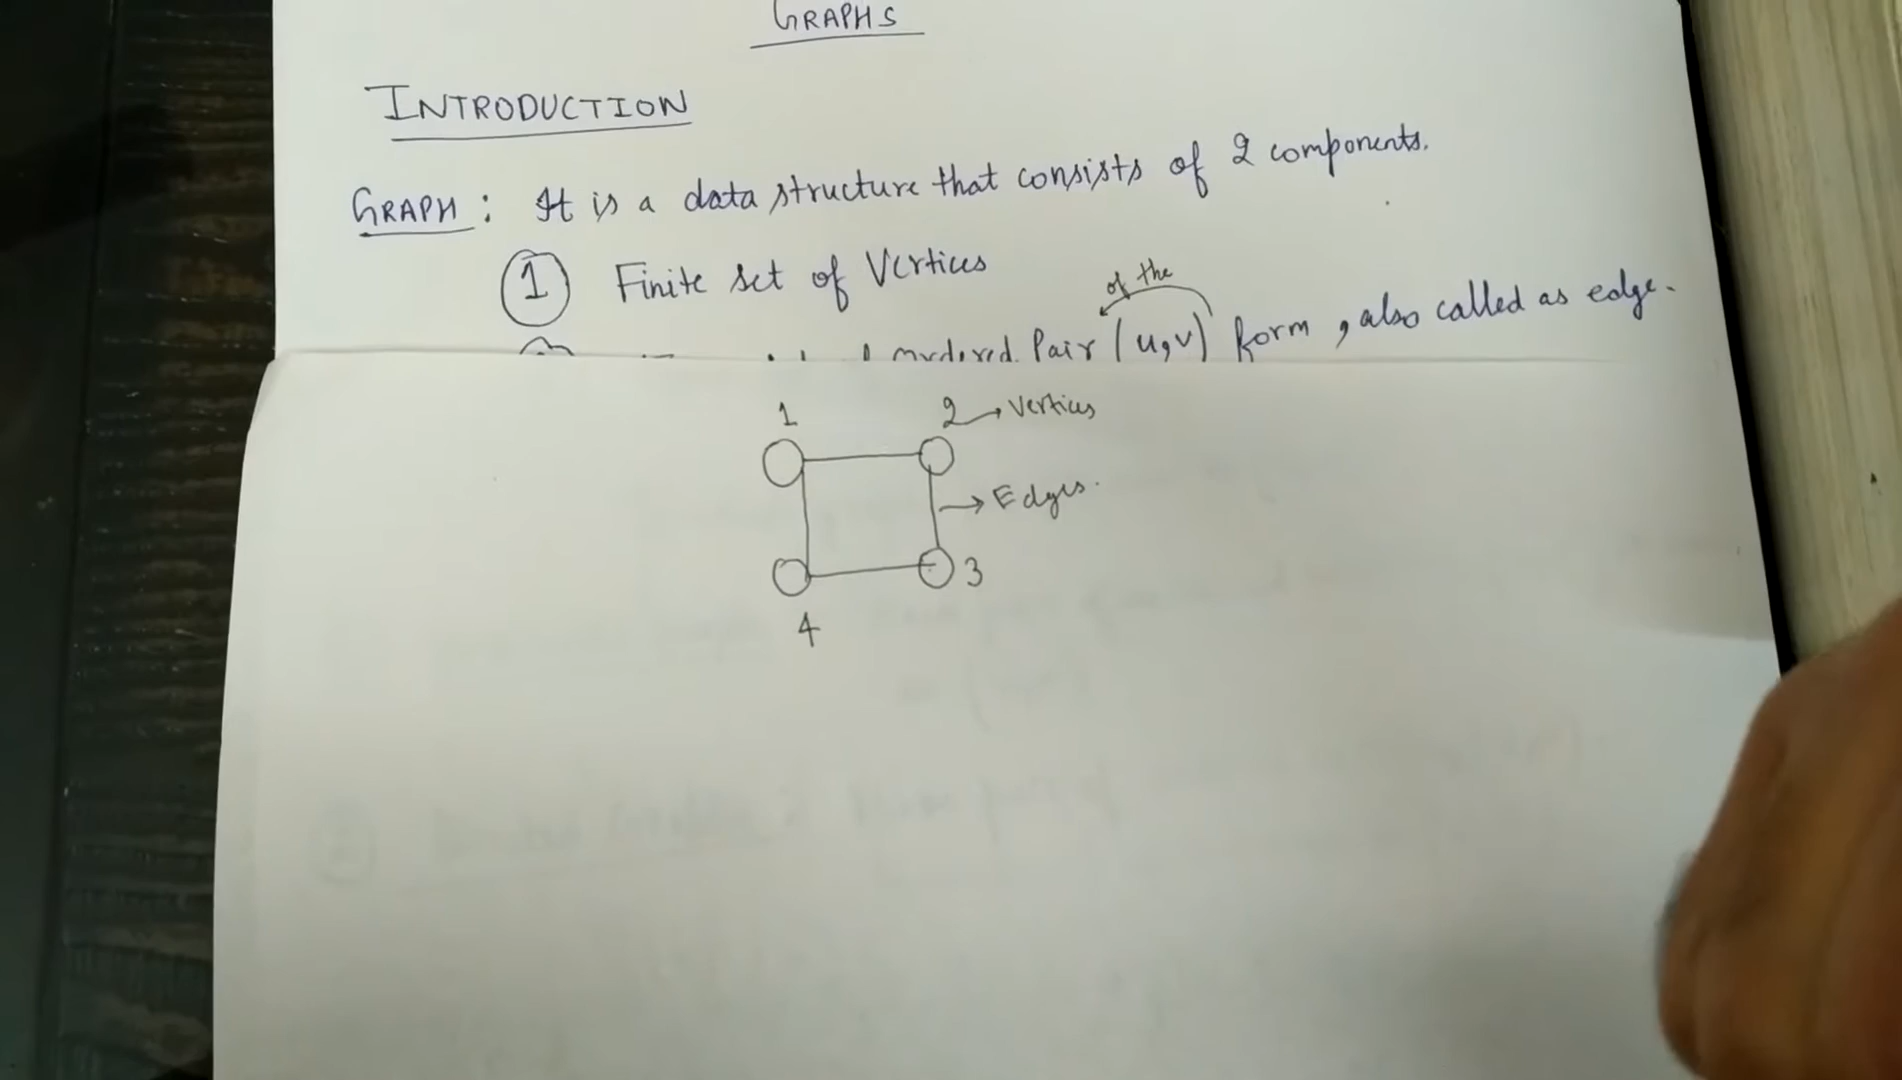 GRAPHS
INTRODUCTION
GRAPH : It is a data structure that consists of 2 components.
1 Finite set of Vertices
of the
Pair (u,v) form, also called as edge.
1 2 → Vertices
→ Edges.
3
4